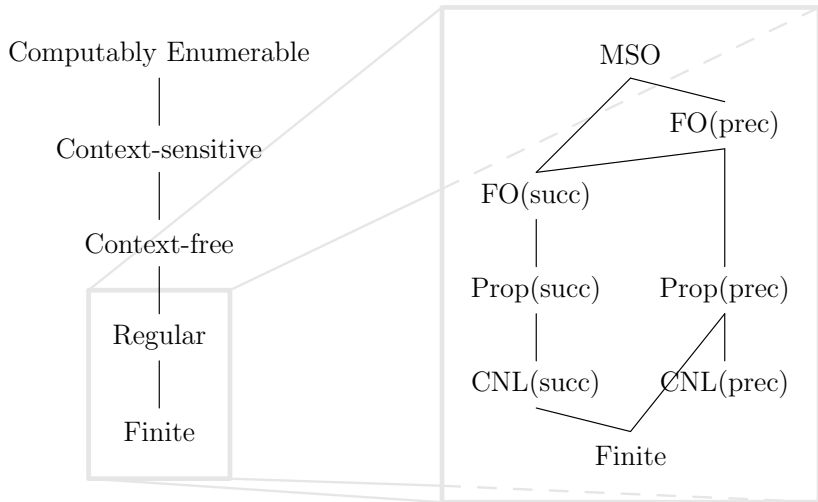 Computably Enumerable
Context-sensitive
Context-free
Regular
Finite
MSO
FO(prec)
FO(succ)
Prop(succ)
Prop(prec)
CNL(succ)
CNL(prec)
Finite